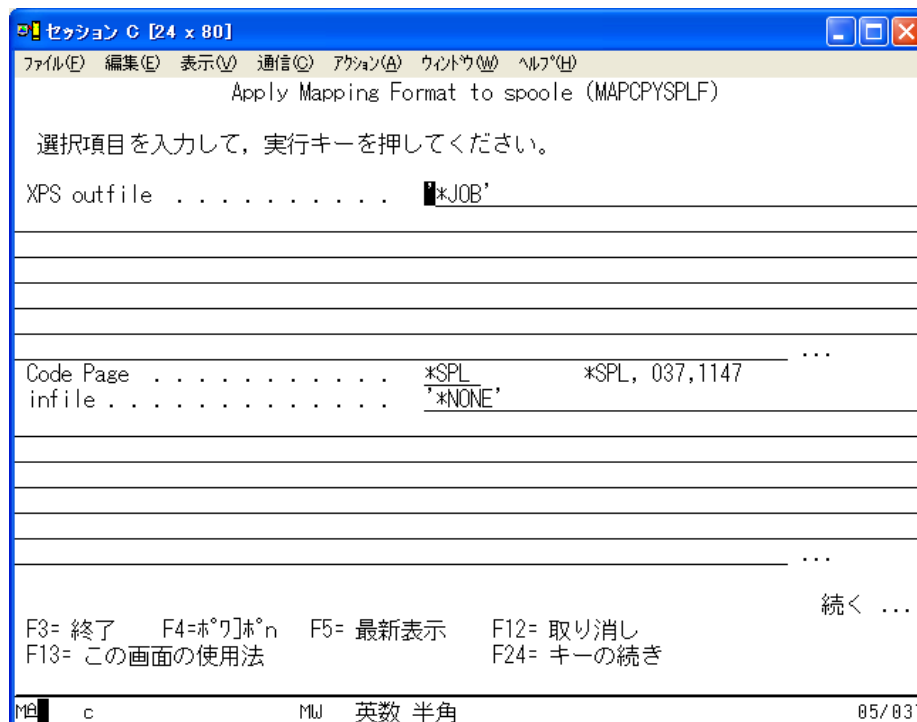 セッション C [24 x 80]
ファイル(F) 編集(E) 表示(V) 通信(C) アクション(A) ウィンドウ(W) ヘルプ(H)
Apply Mapping Format to spoole (MAPCPYSPLF)
選択項目を入力して，実行キーを押してください。
XPS outfile . . . . . . . . . . '*JOB'
...
Code Page . . . . . . . . . . . *SPL *SPL, 037,1147
infile . . . . . . . . . . . . . '*NONE'
...
続く ...
F3= 終了 F4=ﾎﾟﾜ]ﾎﾟn F5= 最新表示 F12= 取り消し
F13= この画面の使用法 F24= キーの続き
MA c MW 英数 半角 05/03